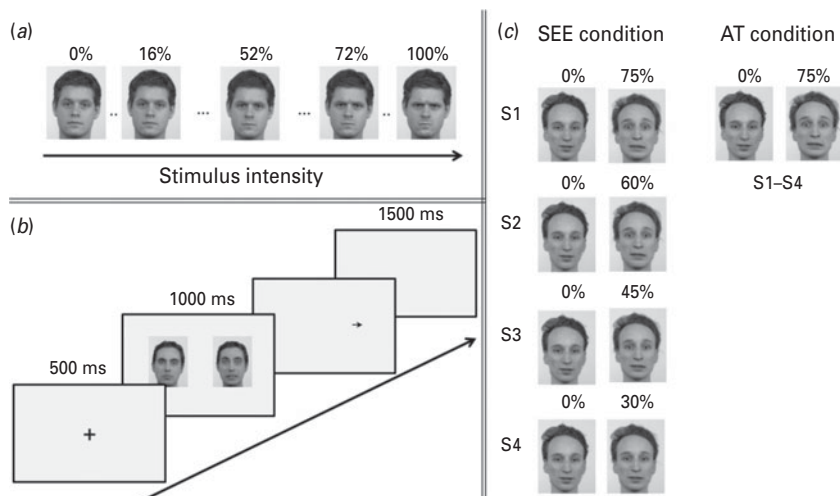 (a)
0% 16% 52% 72% 100%
.. ... ... ..
Stimulus intensity
(b)
500 ms
1000 ms
1500 ms
+
(c) SEE condition AT condition
0% 75% 0% 75%
S1
S1–S4
0% 60%
S2
0% 45%
S3
0% 30%
S4